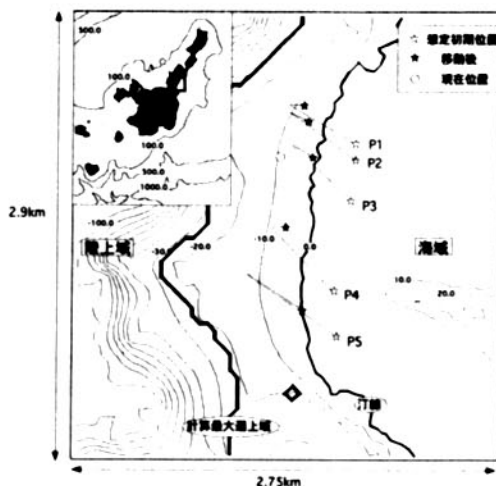 500.0
100.0
100.0
500.0
1000.0
☆ 想定初期位置
★ 移動後
◇ 現在位置
P1
P2
P3
P4
P5
2.9km
-100.0
-30.0
-20.0
-10.0
0.0
10.0
20.0
陸上域
海域
汀線
計算最大遡上域
2.75km